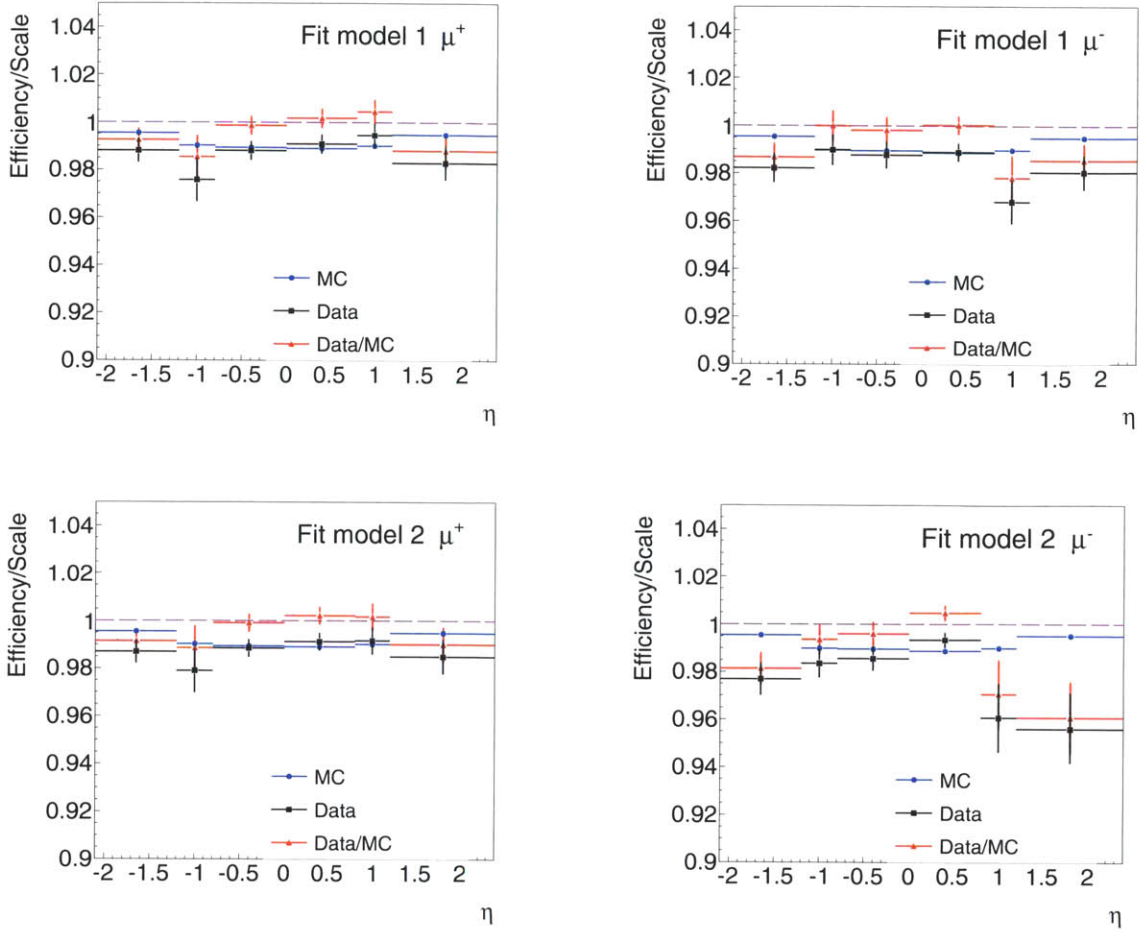 Efficiency/Scale
Fit model 1 μ⁺
1.04
1.02
1
0.98
0.96
0.94
0.92
0.9
MC
Data
Data/MC
-2 -1.5 -1 -0.5 0 0.5 1 1.5 2
η
Efficiency/Scale
Fit model 1 μ⁻
1.04
1.02
1
0.98
0.96
0.94
0.92
0.9
MC
Data
Data/MC
-2 -1.5 -1 -0.5 0 0.5 1 1.5 2
η
Efficiency/Scale
Fit model 2 μ⁺
1.04
1.02
1
0.98
0.96
0.94
0.92
0.9
MC
Data
Data/MC
-2 -1.5 -1 -0.5 0 0.5 1 1.5 2
η
Efficiency/Scale
Fit model 2 μ⁻
1.04
1.02
1
0.98
0.96
0.94
0.92
0.9
MC
Data
Data/MC
-2 -1.5 -1 -0.5 0 0.5 1 1.5 2
η